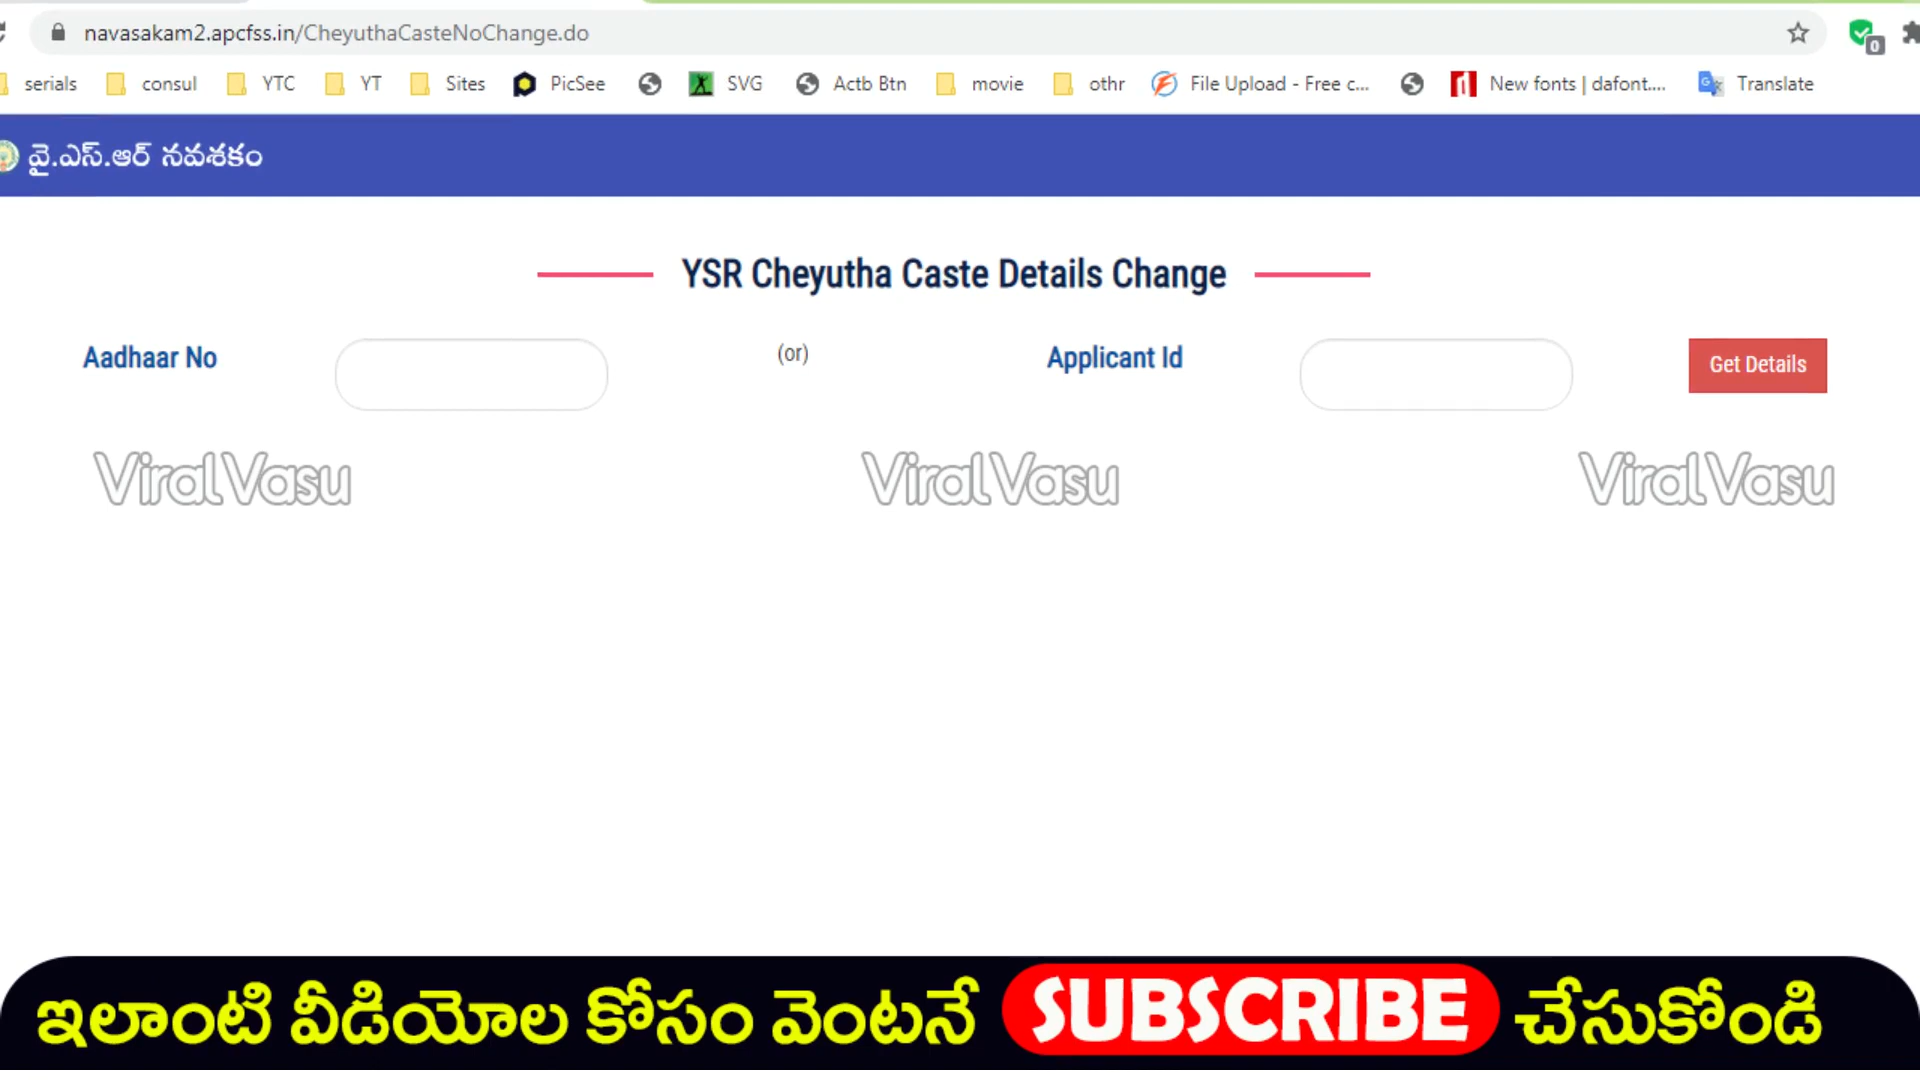 navasakam2.apcfss.in/CheyuthaCasteNoChange.do
0
serials consul YTC YT Sites PicSee SVG Actb Btn movie othr File Upload - Free c... New fonts | dafont.... Translate
వై.ఎస్.ఆర్ నవశకం
YSR Cheyutha Caste Details Change
Aadhaar No (or) Applicant Id Get Details
ViralVasu ViralVasu ViralVasu
ఇలాంటి వీడియోల కోసం వెంటనే SUBSCRIBE చేసుకోండి